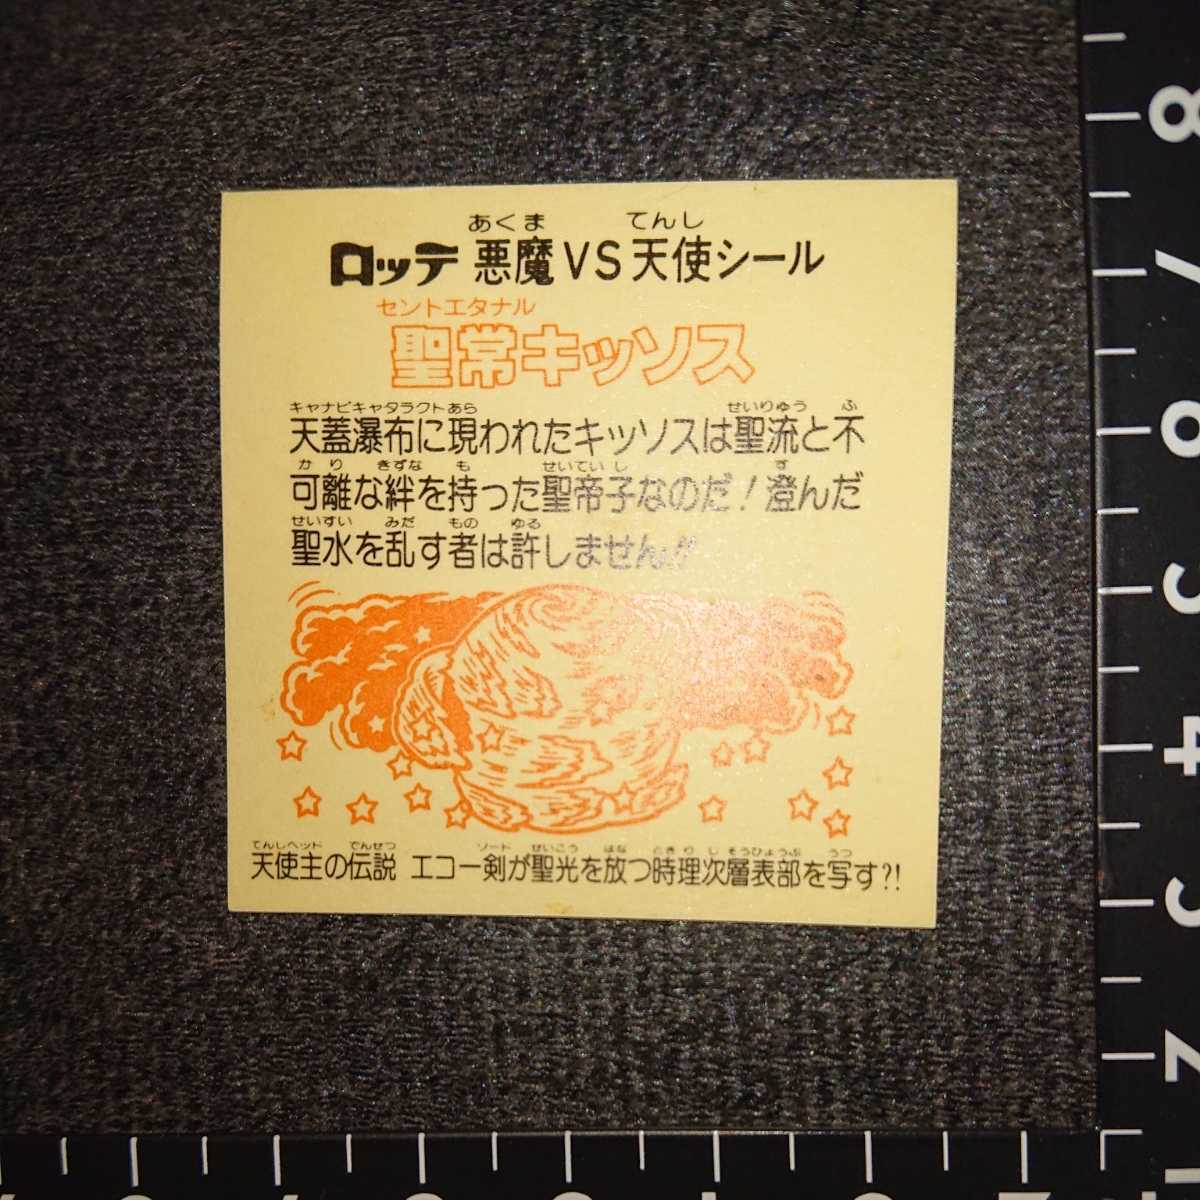 あくま てんし
ロッテ 悪魔VS天使シール
セントエタナル
聖常キッソス
キャナピキャタラクト あら せいりゅう ふ
天蓋瀑布に現われたキッソスは聖流と不
かり きずな も せいていし す
可離な絆を持った聖帝子なのだ！澄んだ
せいすい みだ もの ゆる
聖水を乱す者は許しません!!
てんしヘッド でんせつ ソード せいこう はな ときりじそうひょうぶ うつ
天使主の伝説 エコー剣が聖光を放つ時理次層表部を写す?!
8
7
6
5
4
3
2
1